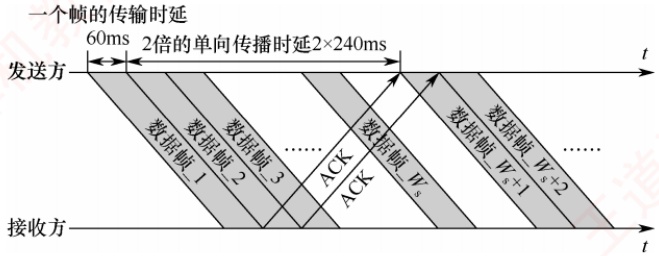 一个帧的传输时延
60ms
2倍的单向传播时延2×240ms
t
发送方
数据帧_1
数据帧_2
数据帧_3
……
ACK
ACK
数据帧_Ws
数据帧_Ws+1
数据帧_Ws+2
……
接收方
t